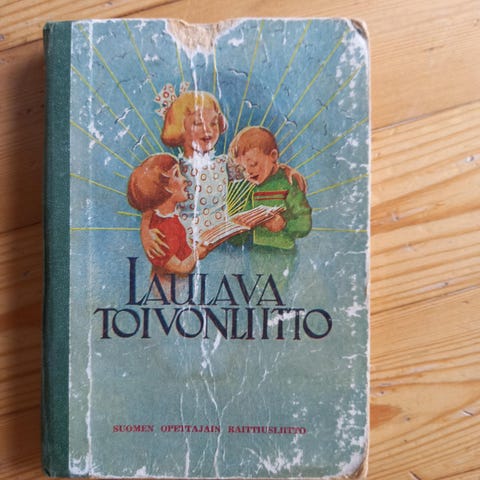 LAULAVA
TOIVONLIITTO
SUOMEN OPETTAJAIN RAITTIUSLIITTO